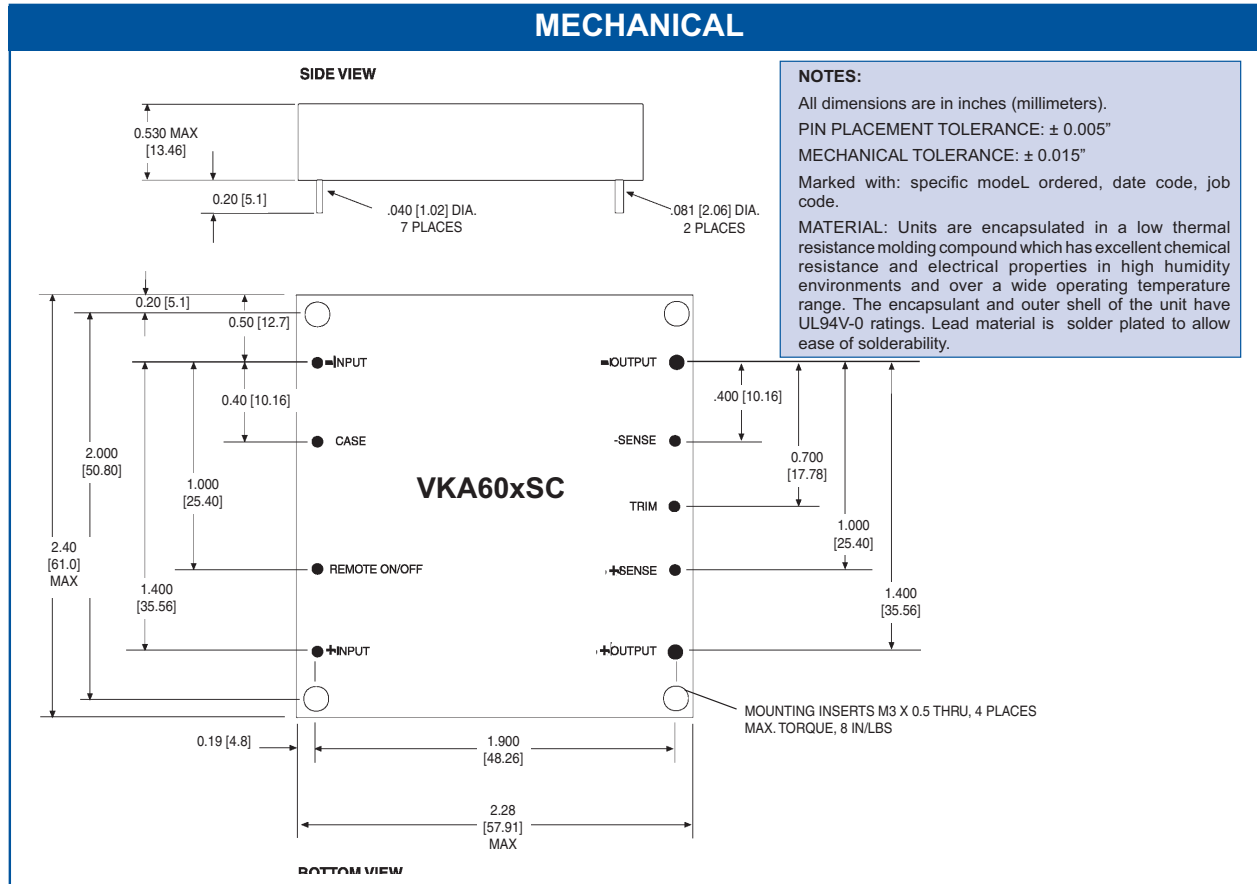 MECHANICAL
SIDE VIEW
0.530 MAX
[13.46]
0.20 [5.1]
.040 [1.02] DIA.
7 PLACES
.081 [2.06] DIA.
2 PLACES
NOTES:
All dimensions are in inches (millimeters).
PIN PLACEMENT TOLERANCE: ± 0.005"
MECHANICAL TOLERANCE: ± 0.015"
Marked with: specific modeL ordered, date code, job
code.
MATERIAL: Units are encapsulated in a low thermal
resistance molding compound which has excellent chemical
resistance and electrical properties in high humidity
environments and over a wide operating temperature
range. The encapsulant and outer shell of the unit have
UL94V-0 ratings. Lead material is solder plated to allow
ease of solderability.
0.20 [5.1]
0.50 [12.7]
-INPUT
-OUTPUT
0.40 [10.16]
.400 [10.16]
CASE
-SENSE
2.000
[50.80]
1.000
[25.40]
VKA60xSC
0.700
[17.78]
TRIM
1.000
[25.40]
2.40
[61.0]
MAX
REMOTE ON/OFF
+SENSE
1.400
[35.56]
1.400
[35.56]
+INPUT
+OUTPUT
MOUNTING INSERTS M3 X 0.5 THRU, 4 PLACES
MAX. TORQUE, 8 IN/LBS
0.19 [4.8]
1.900
[48.26]
2.28
[57.91]
MAX
BOTTOM VIEW